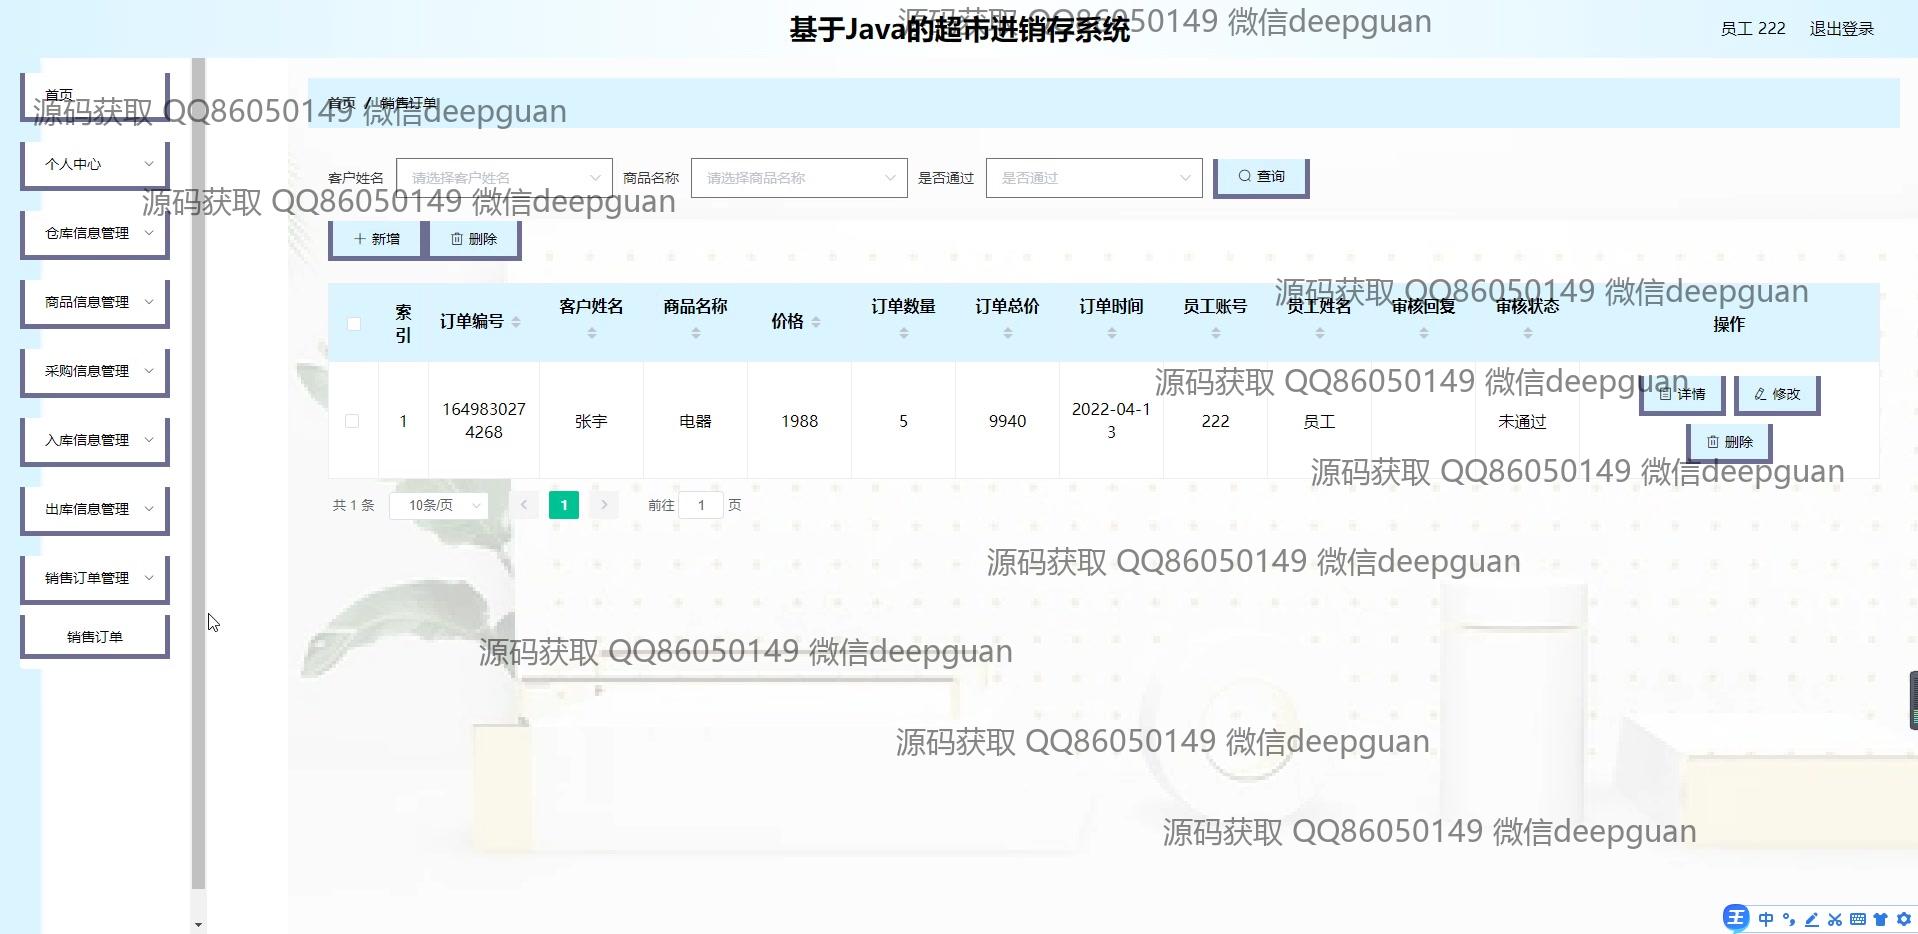 基于Java的超市进销存系统
源码获取 QQ86050149 微信deepguan
员工 222 退出登录
首页
源码获取 QQ86050149 微信deepguan
首页 / 销售订单
个人中心
客户姓名 请选择客户姓名 商品名称 请选择商品名称 是否通过 是否通过 查询
源码获取 QQ86050149 微信deepguan
仓库信息管理
新增 删除
商品信息管理
源码获取 QQ86050149 微信deepguan
索引 订单编号 客户姓名 商品名称 价格 订单数量 订单总价 订单时间 员工账号 员工姓名 审核回复 审核状态 操作
采购信息管理
源码获取 QQ86050149 微信deepguan
1 164983027 张宇 电器 1988 5 9940 2022-04-1 222 员工 未通过 详情 修改
4268 3 删除
入库信息管理
源码获取 QQ86050149 微信deepguan
出库信息管理
共 1 条 10条/页 1 前往 1 页
源码获取 QQ86050149 微信deepguan
销售订单管理
销售订单
源码获取 QQ86050149 微信deepguan
源码获取 QQ86050149 微信deepguan
源码获取 QQ86050149 微信deepguan
王 中